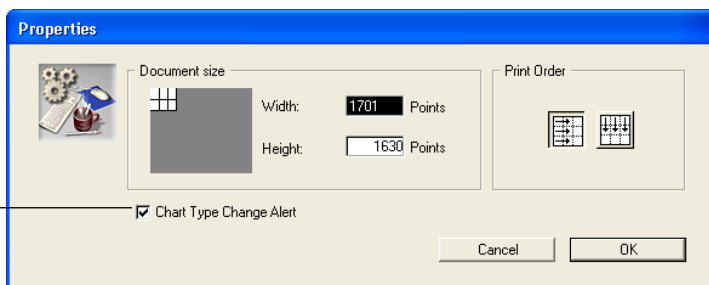 Properties
Document size
Print Order
Width: 1701 Points
Height: 1630 Points
Chart Type Change Alert
Cancel OK